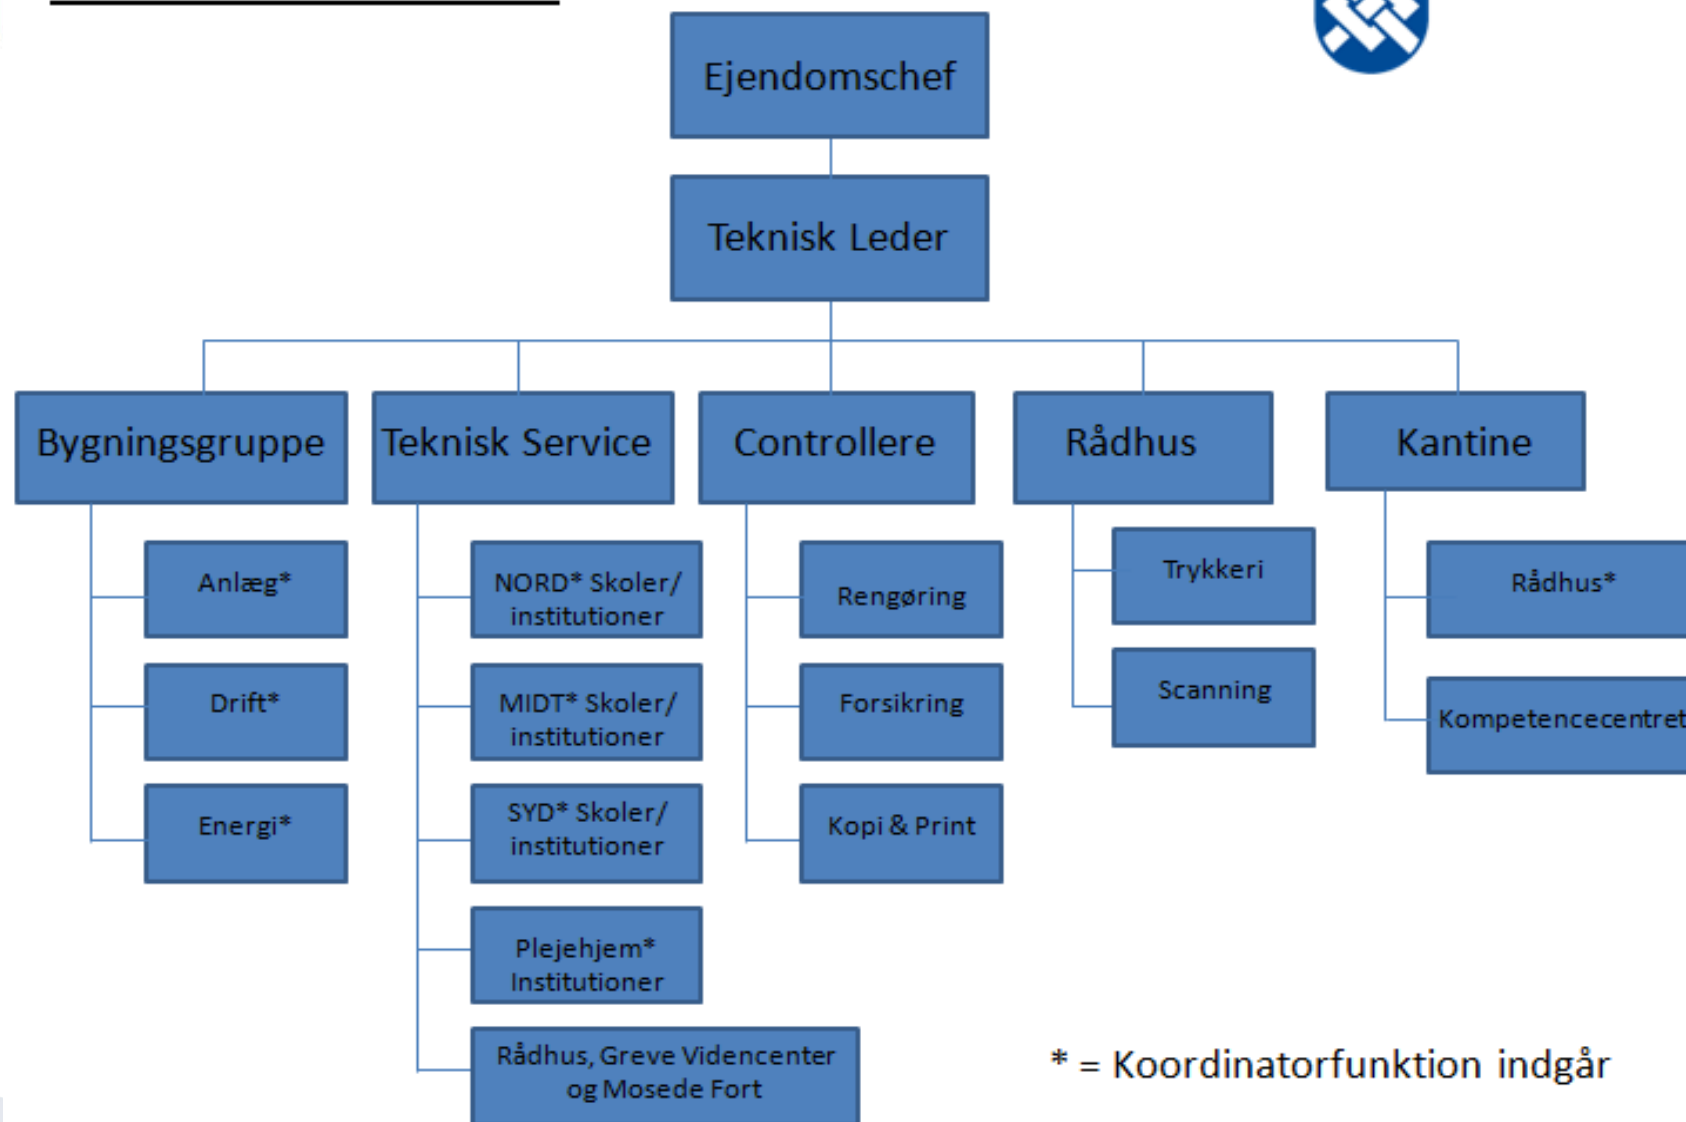 Ejendomschef
Teknisk Leder
Bygningsgruppe
Anlæg*
Drift*
Energi*
Teknisk Service
NORD* Skoler/
institutioner
MIDT* Skoler/
institutioner
SYD* Skoler/
institutioner
Plejehjem*
Institutioner
Rådhus, Greve Videncenter
og Mosede Fort
Controllere
Rengøring
Forsikring
Kopi & Print
Rådhus
Trykkeri
Scanning
Kantine
Rådhus*
Kompetencecentret
* = Koordinatorfunktion indgår